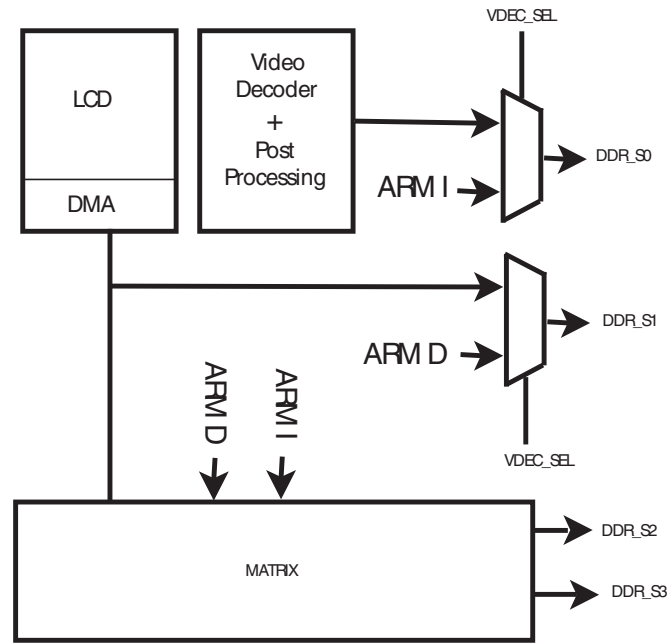 VDEC_SEL
LCD
DMA
Video
Decoder
+
Post
Processing
ARM I
DDR_S0
ARM D
DDR_S1
VDEC_SEL
ARM D
ARM I
MATRIX
DDR_S2
DDR_S3